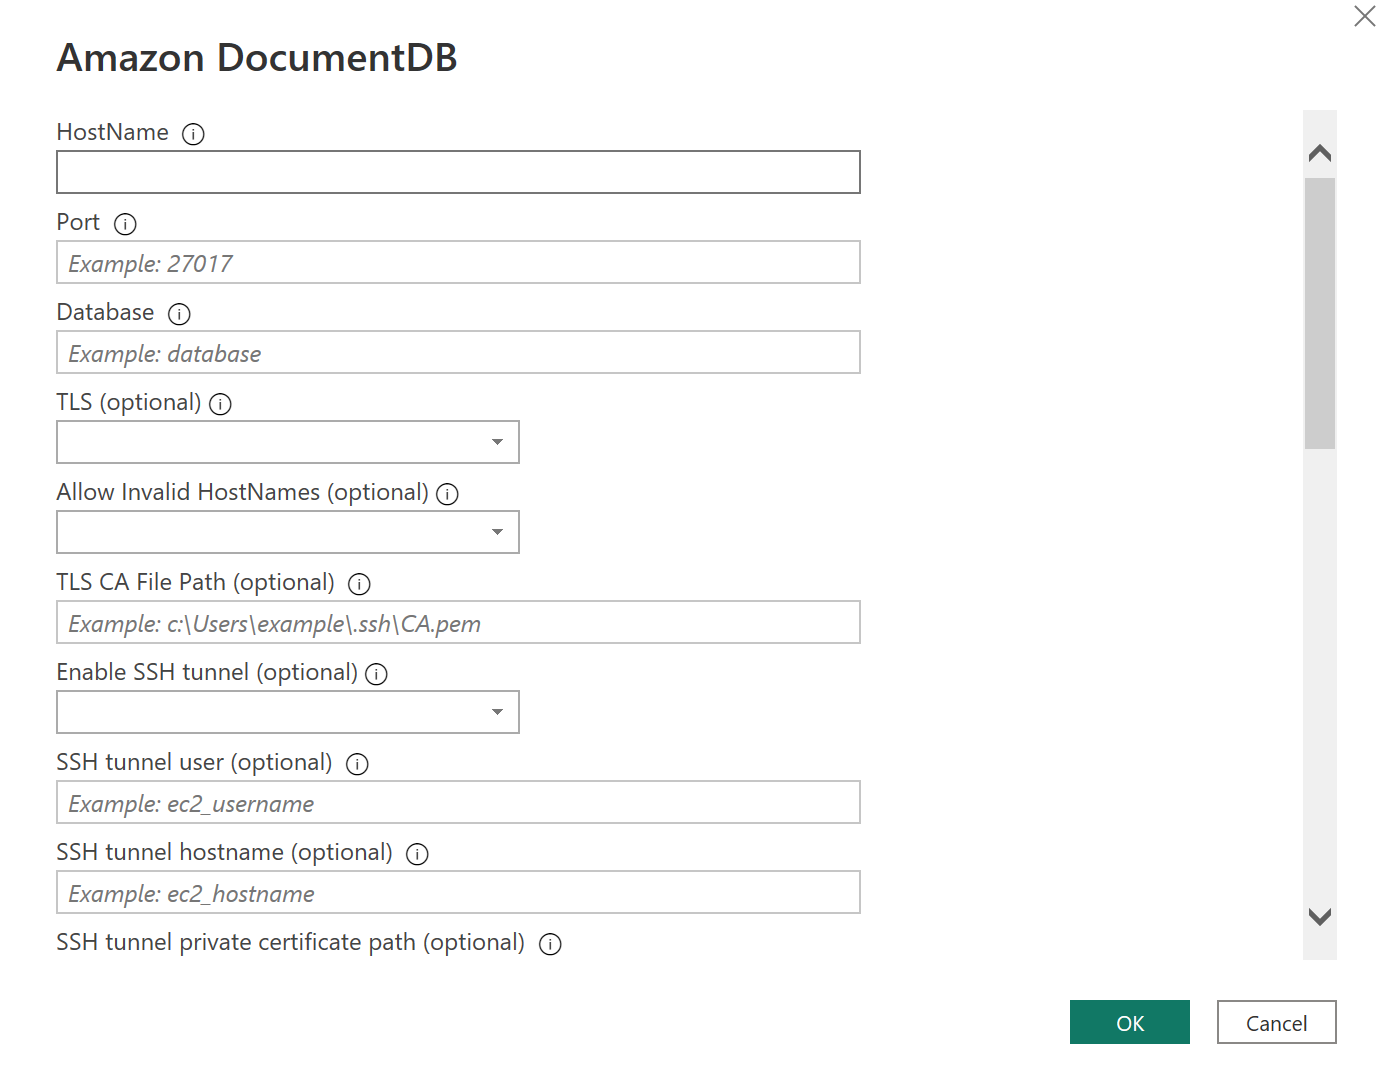 Amazon DocumentDB
HostName
Port
Example: 27017
Database
Example: database
TLS (optional)
Allow Invalid HostNames (optional)
TLS CA File Path (optional)
Example: c:\Users\example\.ssh\CA.pem
Enable SSH tunnel (optional)
SSH tunnel user (optional)
Example: ec2_username
SSH tunnel hostname (optional)
Example: ec2_hostname
SSH tunnel private certificate path (optional)
OK
Cancel